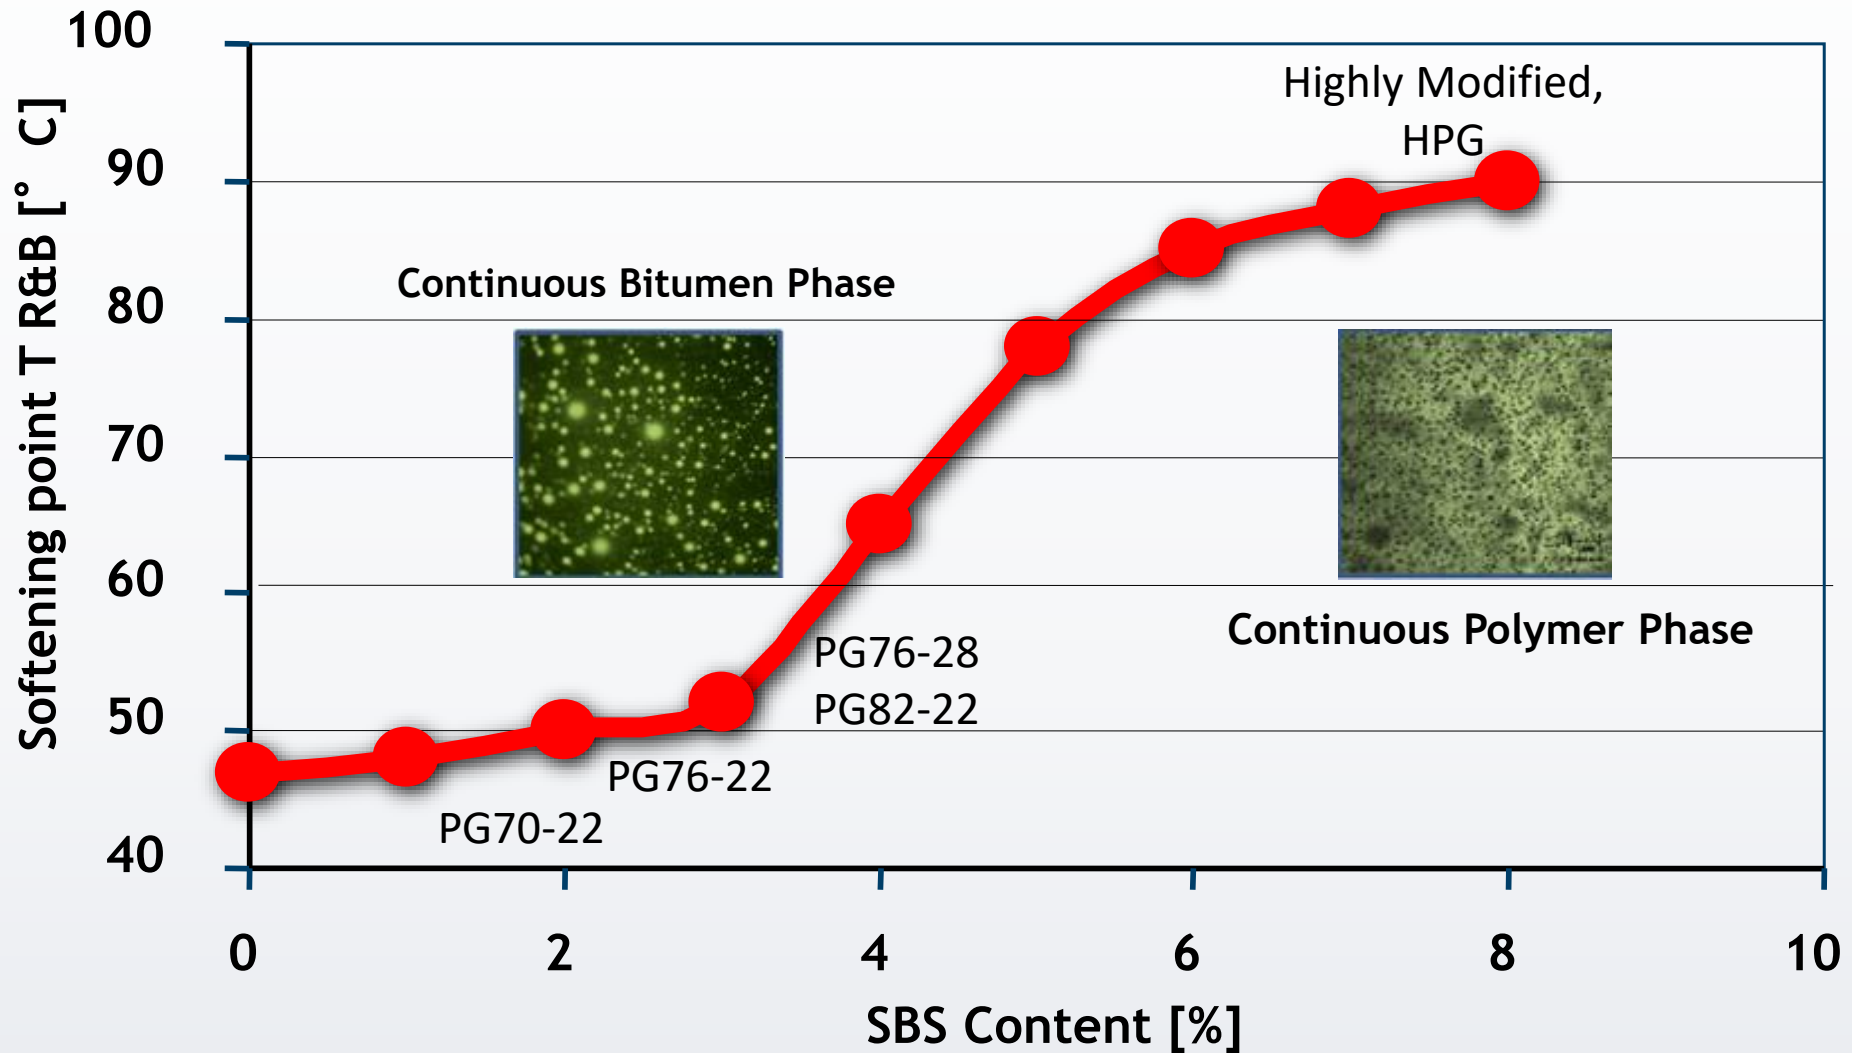 100
90
80
70
60
50
40
Softening point T R&B [° C]
Highly Modified,
HPG
Continuous Bitumen Phase
Continuous Polymer Phase
PG76-28
PG82-22
PG76-22
PG70-22
0 2 4 6 8 10
SBS Content [%]